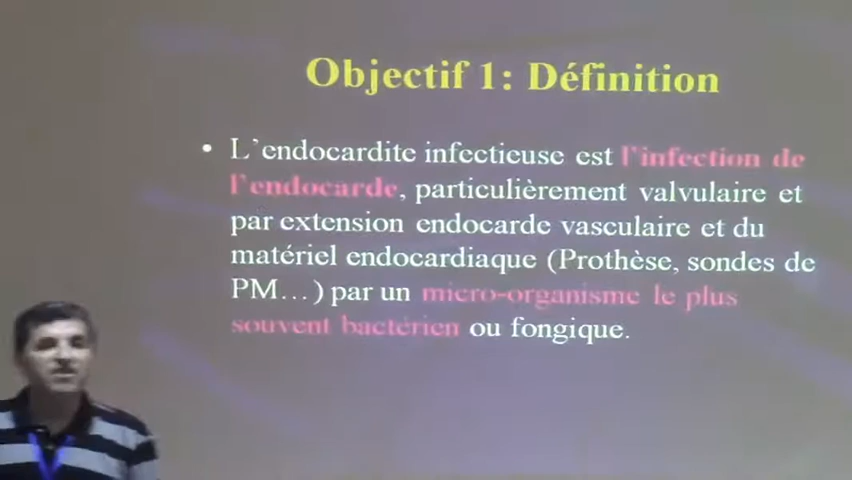 Objectif 1: Définition
• L'endocardite infectieuse est l'infection de
l'endocarde, particulièrement valvulaire et
par extension endocarde vasculaire et du
matériel endocardiaque (Prothèse, sondes de
PM…) par un micro-organisme le plus
souvent bactérien ou fongique.